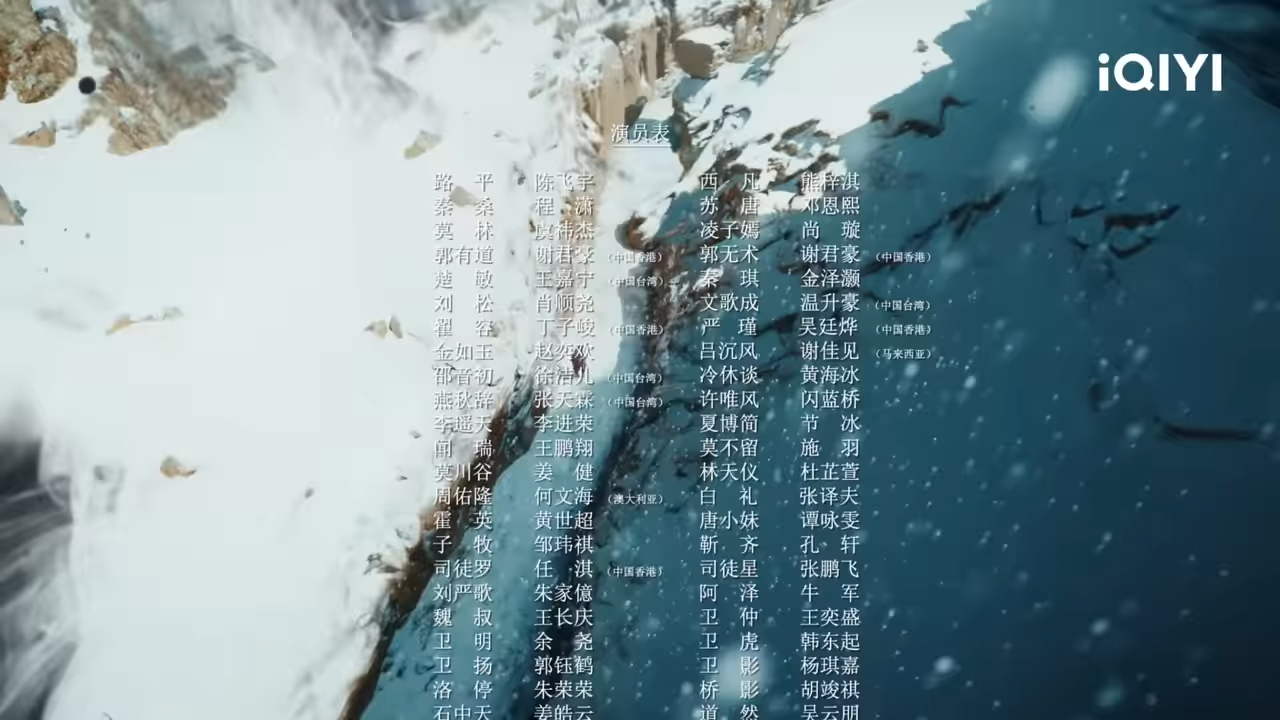 iQIYI
演员表
路 平 陈飞宇 西 凡 熊梓淇
秦 桑 程 潇 苏 唐 邓恩熙
莫 林 虞祎杰 凌子嫣 尚 璇
郭有道 谢君豪 (中国香港) 郭无术 谢君豪 (中国香港)
楚 敏 王嘉宁 (中国台湾) 秦 琪 金泽灏
刘 松 肖顺尧 文歌成 温升豪 (中国台湾)
翟 容 丁子峻 (中国香港) 严 瑾 吴廷烨 (中国香港)
金如玉 赵奕欢 吕沉风 谢佳见 (马来西亚)
邵音初 徐洁儿 (中国台湾) 冷休谈 黄海冰
燕秋辞 张天霖 (中国台湾) 许唯风 闪蓝桥
李遥天 李进荣 夏博简 节 冰
闻 瑞 王鹏翔 莫不留 施 羽
莫川谷 姜 健 林天仪 杜芷萱
周佑隆 何文海 (澳大利亚) 白 礼 张译夫
霍 英 黄世超 唐小妹 谭咏雯
子 牧 邹玮祺 靳 齐 孔 轩
司徒罗 任 淇 (中国香港) 司徒星 张鹏飞
刘严歌 朱家億 阿 泽 牛 军
魏 叔 王长庆 卫 仲 王奕盛
卫 明 余 尧 卫 虎 韩东起
卫 扬 郭钰鹤 卫 影 杨琪嘉
洛 停 朱荣荣 桥 影 胡竣祺
石中天 姜皓云 道 然 吴云朋